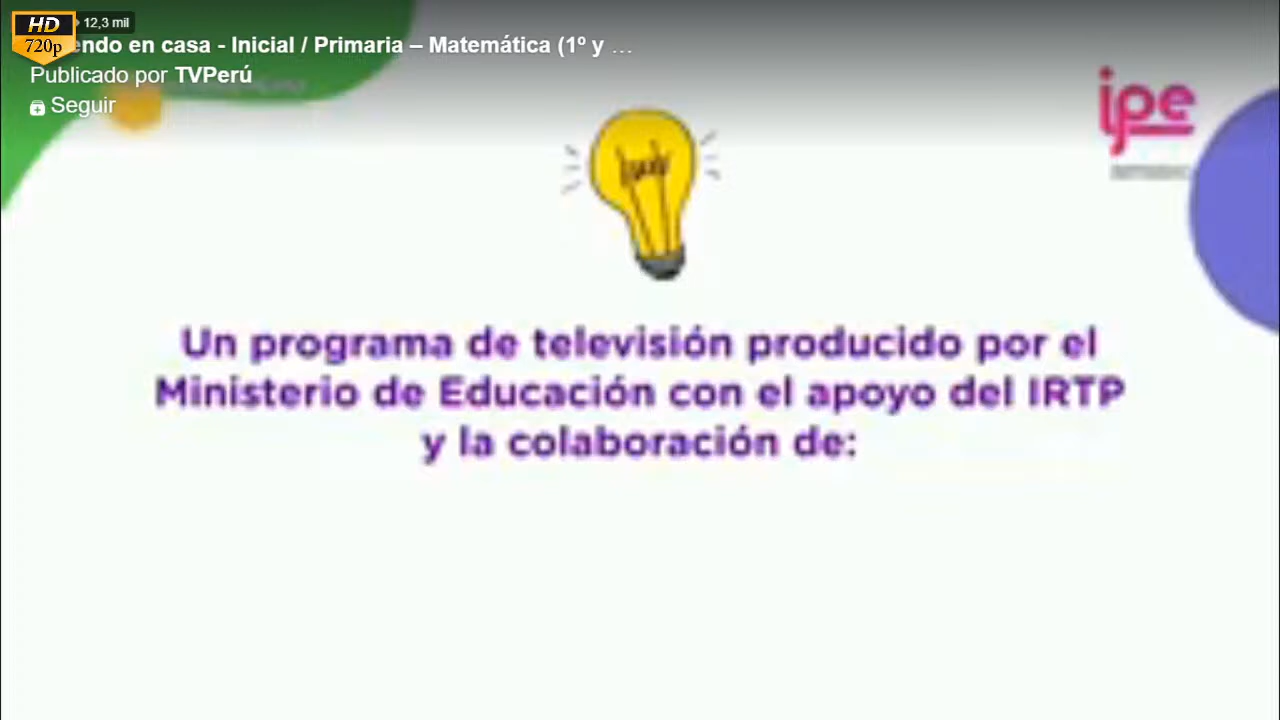 HD
720p
12,3 mil
endo en casa - Inicial / Primaria – Matemática (1º y ...
Publicado por TVPerú
Seguir
ipe
Un programa de televisión producido por el
Ministerio de Educación con el apoyo del IRTP
y la colaboración de: